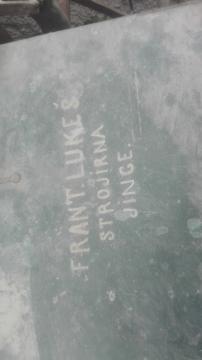 FRANT. LUKEŠ
STROJÍRNA
JINCE.